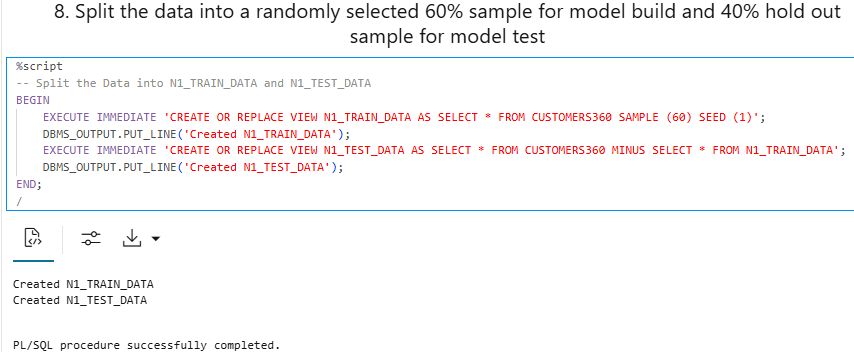 8. Split the data into a randomly selected 60% sample for model build and 40% hold out
sample for model test
%script
-- Split the Data into N1_TRAIN_DATA and N1_TEST_DATA
BEGIN
    EXECUTE IMMEDIATE 'CREATE OR REPLACE VIEW N1_TRAIN_DATA AS SELECT * FROM CUSTOMERS360 SAMPLE (60) SEED (1)';
    DBMS_OUTPUT.PUT_LINE('Created N1_TRAIN_DATA');
    EXECUTE IMMEDIATE 'CREATE OR REPLACE VIEW N1_TEST_DATA AS SELECT * FROM CUSTOMERS360 MINUS SELECT * FROM N1_TRAIN_DATA';
    DBMS_OUTPUT.PUT_LINE('Created N1_TEST_DATA');
END;
/
Created N1_TRAIN_DATA
Created N1_TEST_DATA
PL/SQL procedure successfully completed.